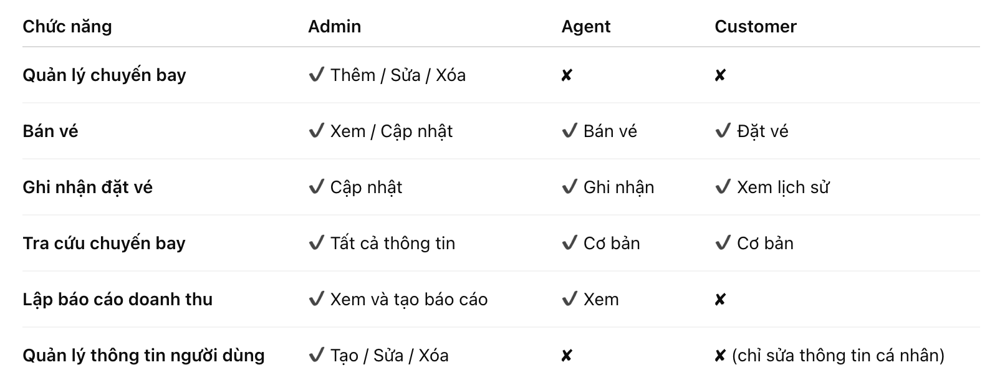 Chức năng Admin Agent Customer
Quản lý chuyến bay ✔ Thêm / Sửa / Xóa ✘ ✘
Bán vé ✔ Xem / Cập nhật ✔ Bán vé ✔ Đặt vé
Ghi nhận đặt vé ✔ Cập nhật ✔ Ghi nhận ✔ Xem lịch sử
Tra cứu chuyến bay ✔ Tất cả thông tin ✔ Cơ bản ✔ Cơ bản
Lập báo cáo doanh thu ✔ Xem và tạo báo cáo ✔ Xem ✘
Quản lý thông tin người dùng ✔ Tạo / Sửa / Xóa ✘ ✘ (chỉ sửa thông tin cá nhân)